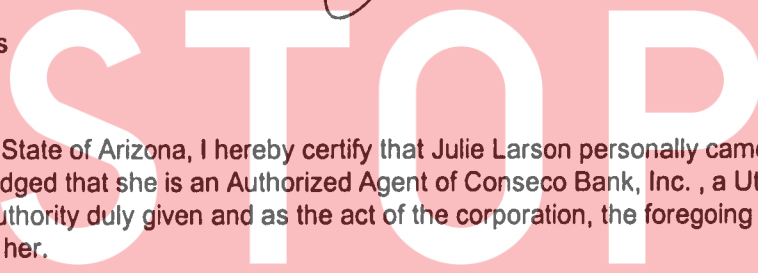 s
STOP
State of Arizona, I hereby certify that Julie Larson personally came
dged that she is an Authorized Agent of Conseco Bank, Inc. , a Ut
uthority duly given and as the act of the corporation, the foregoing
her.